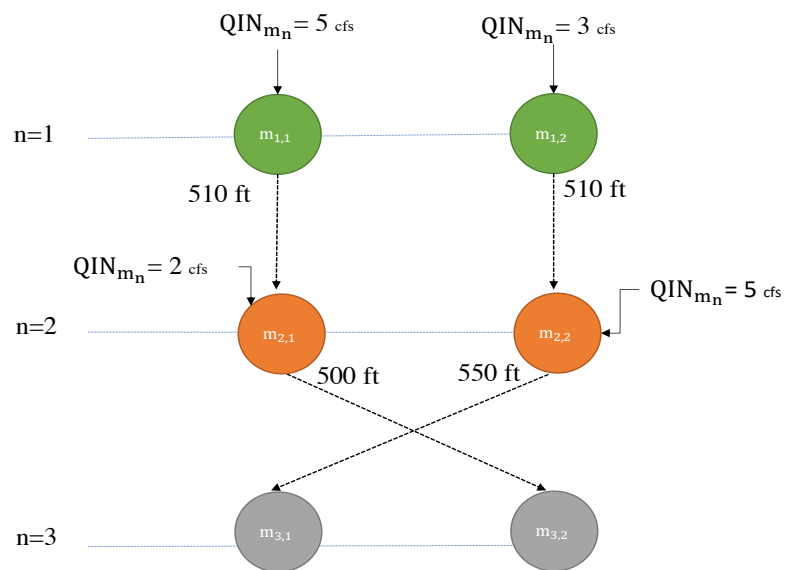 QIN_{m_n} = 5 cfs
QIN_{m_n} = 3 cfs
n=1
m_{1,1}
m_{1,2}
510 ft
510 ft
QIN_{m_n} = 2 cfs
QIN_{m_n} = 5 cfs
n=2
m_{2,1}
m_{2,2}
500 ft
550 ft
n=3
m_{3,1}
m_{3,2}